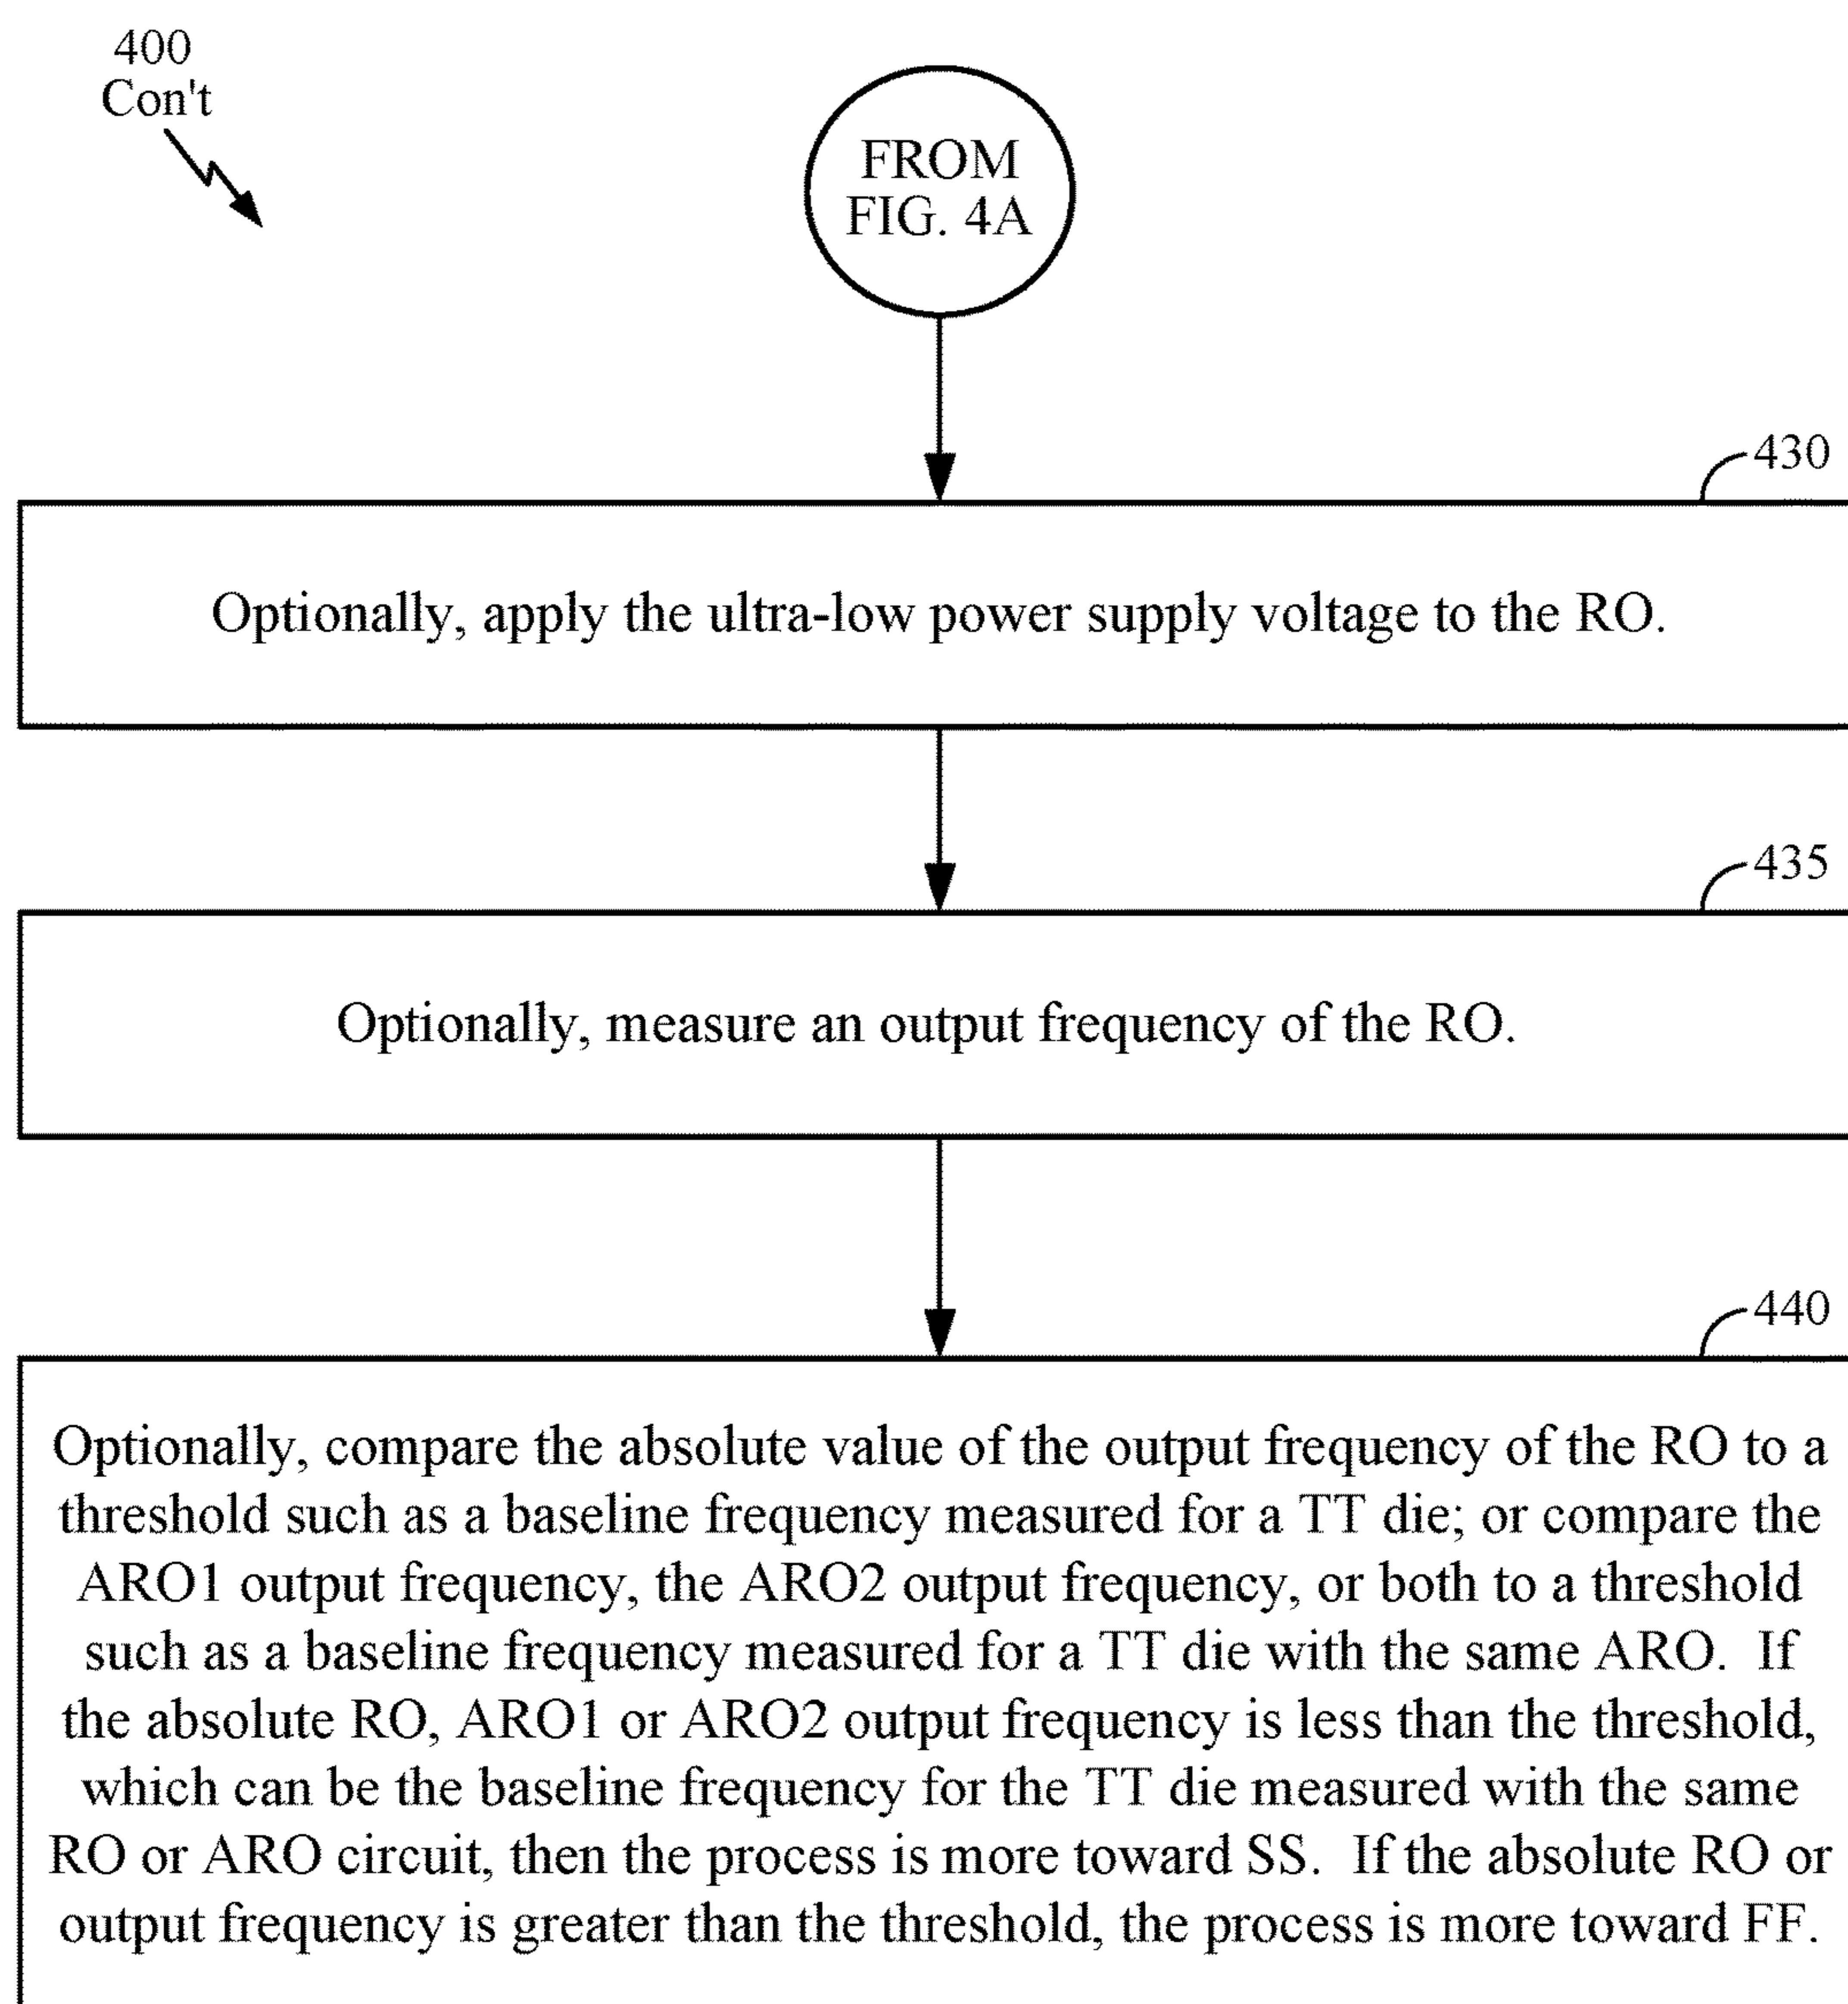 400
Con't
FROM
FIG. 4A
430
Optionally, apply the ultra-low power supply voltage to the RO.
435
Optionally, measure an output frequency of the RO.
440
Optionally, compare the absolute value of the output frequency of the RO to a
threshold such as a baseline frequency measured for a TT die; or compare the
ARO1 output frequency, the ARO2 output frequency, or both to a threshold
such as a baseline frequency measured for a TT die with the same ARO.  If
the absolute RO, ARO1 or ARO2 output frequency is less than the threshold,
which can be the baseline frequency for the TT die measured with the same
RO or ARO circuit, then the process is more toward SS.  If the absolute RO or
output frequency is greater than the threshold, the process is more toward FF.